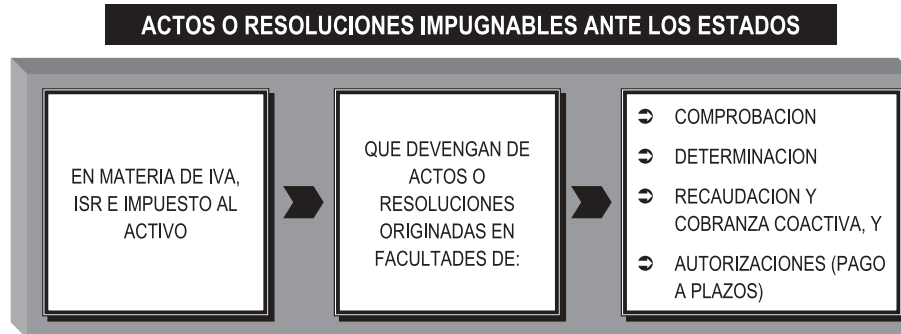 ACTOS O RESOLUCIONES IMPUGNABLES ANTE LOS ESTADOS
EN MATERIA DE IVA,
ISR E IMPUESTO AL
ACTIVO
QUE DEVENGAN DE
ACTOS O
RESOLUCIONES
ORIGINADAS EN
FACULTADES DE:
➲ COMPROBACION
➲ DETERMINACION
➲ RECAUDACION Y
COBRANZA COACTIVA, Y
➲ AUTORIZACIONES (PAGO
A PLAZOS)